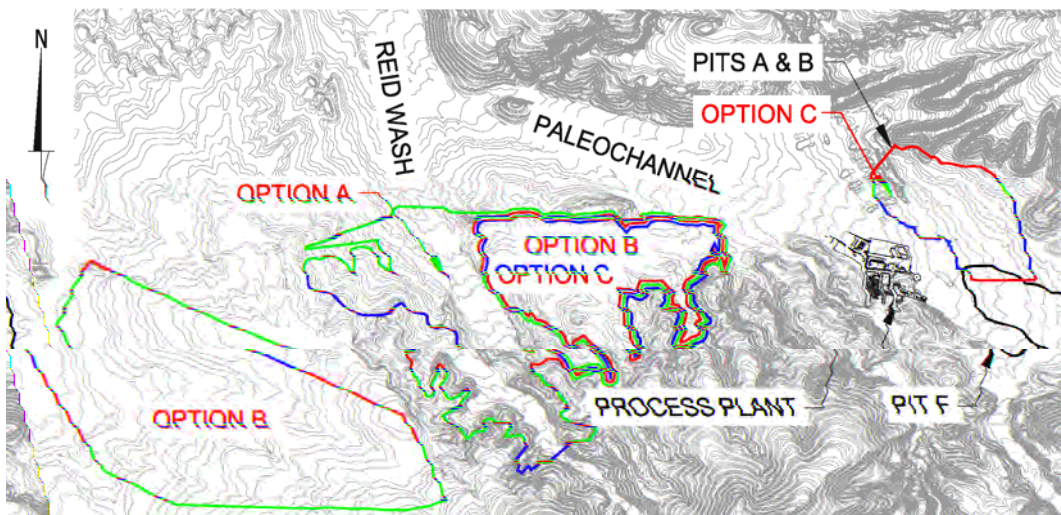 N
REID WASH
PITS A & B
OPTION C
PALEOCHANNEL
OPTION A
OPTION B
OPTION C
PROCESS PLANT
PIT F
OPTION B